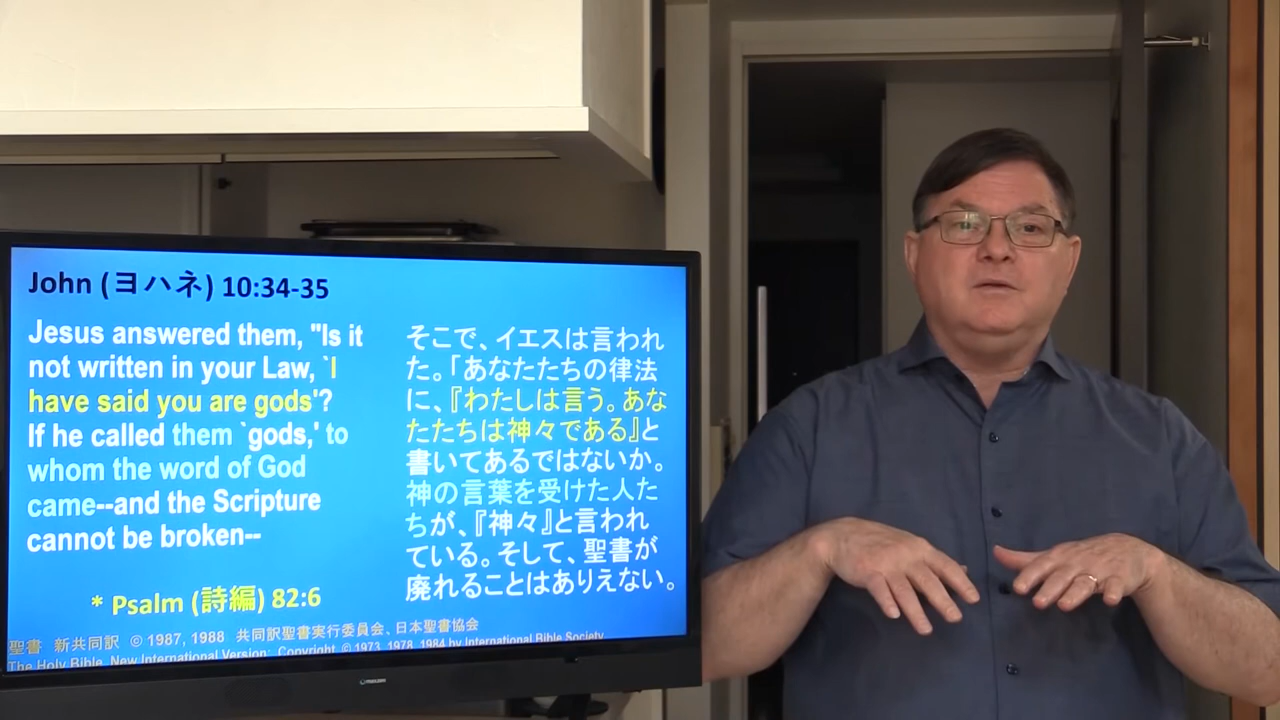 John (ヨハネ) 10:34-35
Jesus answered them, "Is it
not written in your Law, `I
have said you are gods'?
If he called them `gods,' to
whom the word of God
came--and the Scripture
cannot be broken--
* Psalm (詩編) 82:6
そこで、イエスは言われ
た。「あなたたちの律法
に、『わたしは言う。あな
たたちは神々である』と
書いてあるではないか。
神の言葉を受けた人た
ちが、『神々』と言われ
ている。そして、聖書が
廃れることはありえない。
聖書 新共同訳 © 1987, 1988 共同訳聖書実行委員会、日本聖書協会
The Holy Bible, New International Version; Copyright © 1973, 1978, 1984 by International Bible Society